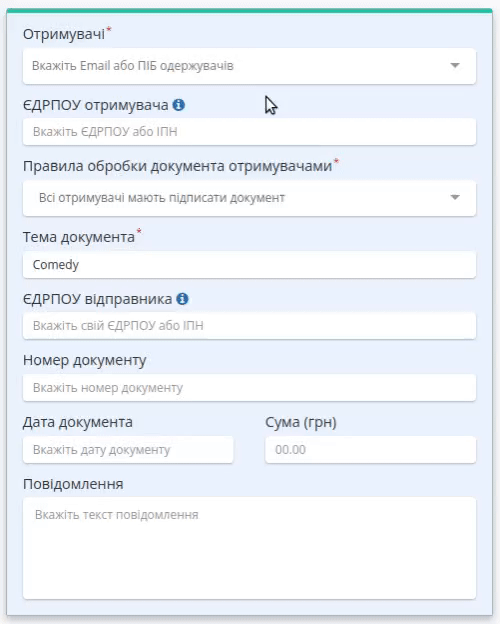 Отримувачі*
Вкажіть Email або ПІБ одержувачів
ЄДРПОУ отримувача
Вкажіть ЄДРПОУ або ІПН
Правила обробки документа отримувачами*
Всі отримувачі мають підписати документ
Тема документа*
Comedy
ЄДРПОУ відправника
Вкажіть свій ЄДРПОУ або ІПН
Номер документу
Вкажіть номер документу
Дата документа Сума (грн)
Вкажіть дату документу 00.00
Повідомлення
Вкажіть текст повідомлення